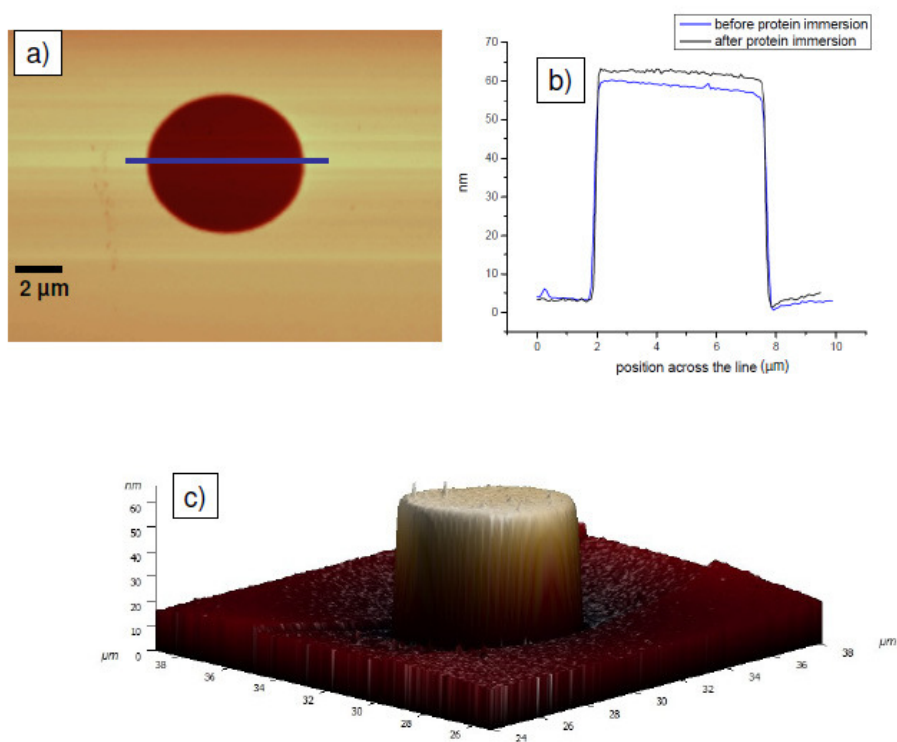 a)
2 µm
before protein immersion
after protein immersion
b)
70
60
50
40
30
20
10
0
nm
0 2 4 6 8 10
position across the line (µm)
c)
nm
60
50
40
30
20
10
0
µm
38
36
34
32
30
28
26
24
26
28
30
32
34
36
38
µm